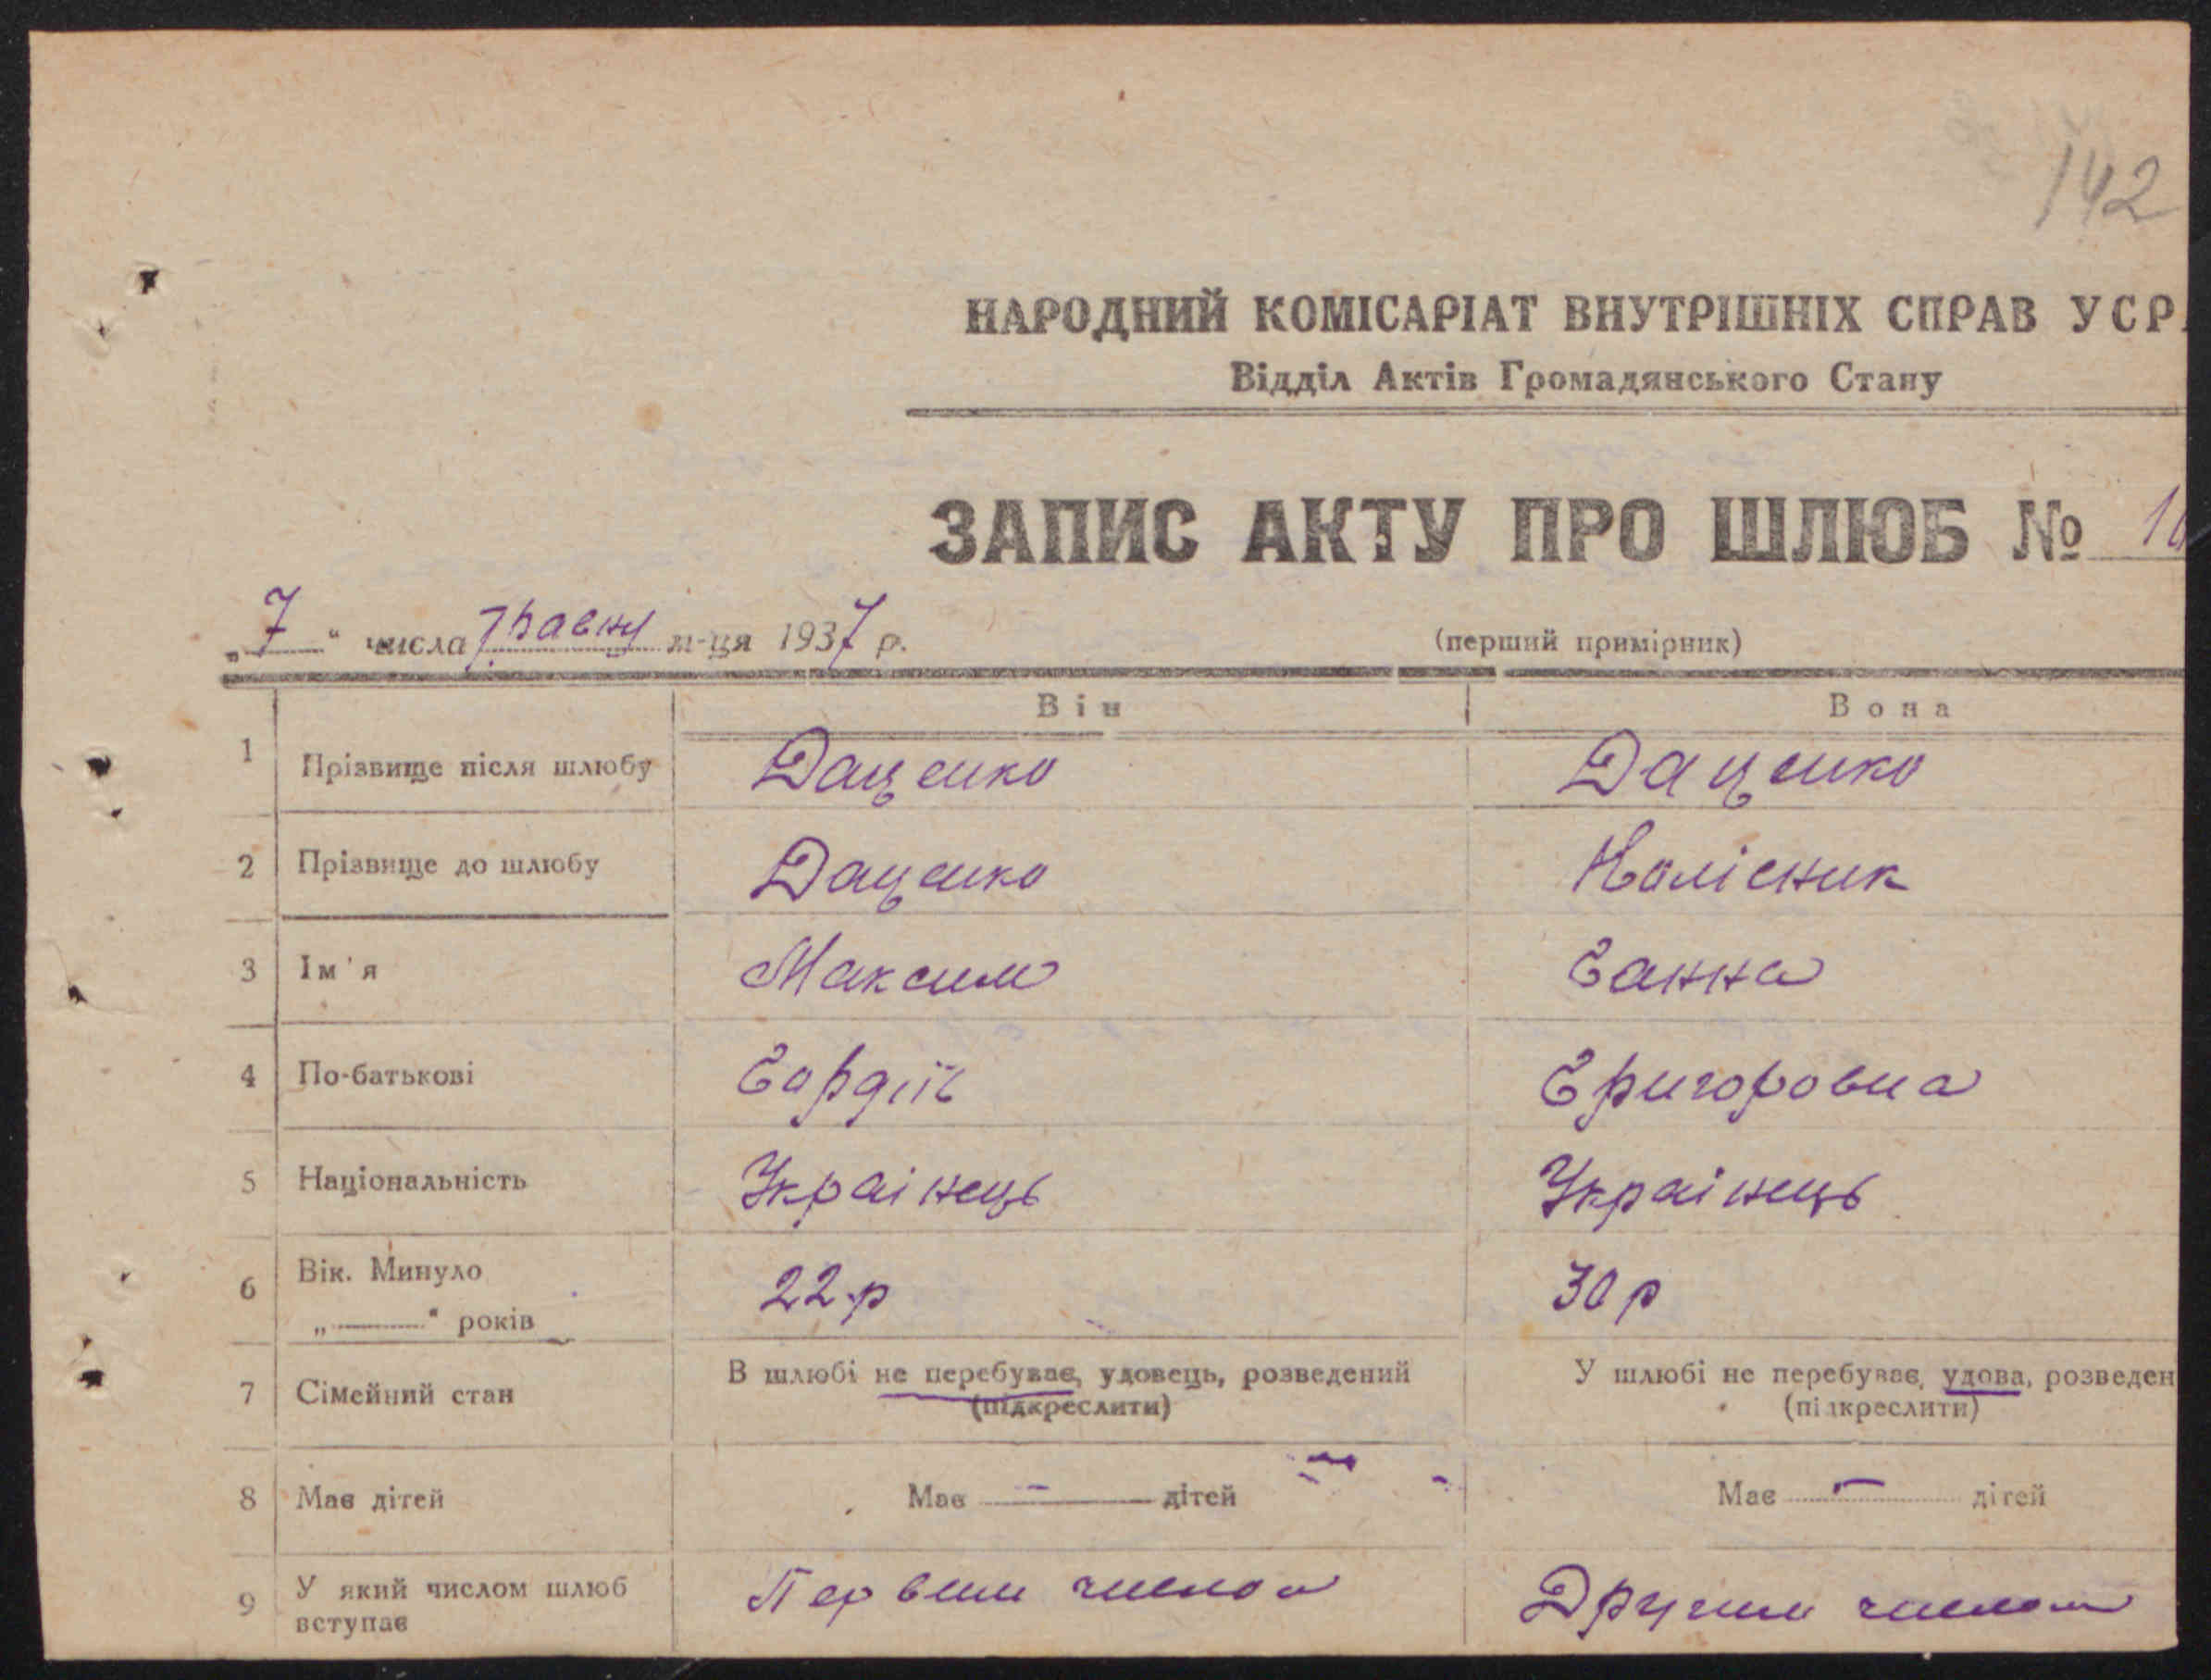 142
НАРОДНИЙ КОМІСАРІАТ ВНУТРІШНІХ СПРАВ УСР
Відділ Актів Громадянського Стану
ЗАПИС АКТУ ПРО ШЛЮБ №
„7“ числа травня м-ця 1937 р.
(перший примірник)
Він Вона
1 Прізвище після шлюбу Даценко Даценко
2 Прізвище до шлюбу Даценко Колісник
3 Ім'я Максим Ганна
4 По-батькові Гордіїв Григоровна
5 Національність Українець Українець
6 Вік. Минуло
„—“ років 22 р 30 р
7 Сімейний стан В шлюбі не перебуває, удовець, розведений У шлюбі не перебуває, удова, розведен
(підкреслити) (підкреслити)
8 Має дітей Має — дітей Має — дітей
9 У який числом шлюб вступає Первим числом Другим числом